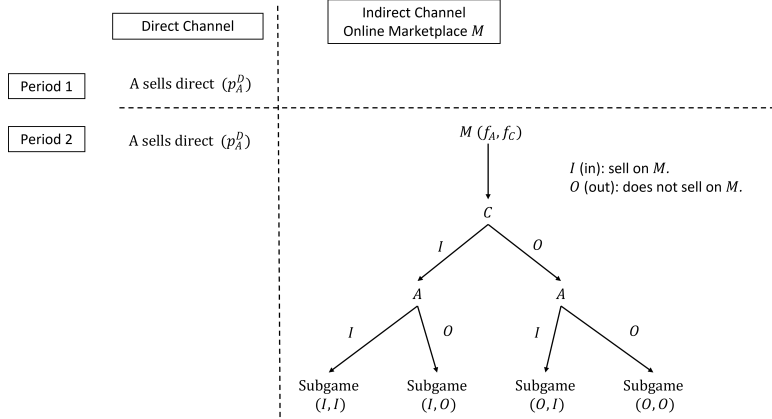 Direct Channel
Indirect Channel
Online Marketplace M
Period 1
A sells direct (p_A^D)
Period 2
A sells direct (p_A^D)
M (f_A, f_C)
I (in): sell on M.
O (out): does not sell on M.
C
I
O
A
A
I
O
I
O
Subgame
(I, I)
Subgame
(I, O)
Subgame
(O, I)
Subgame
(O, O)